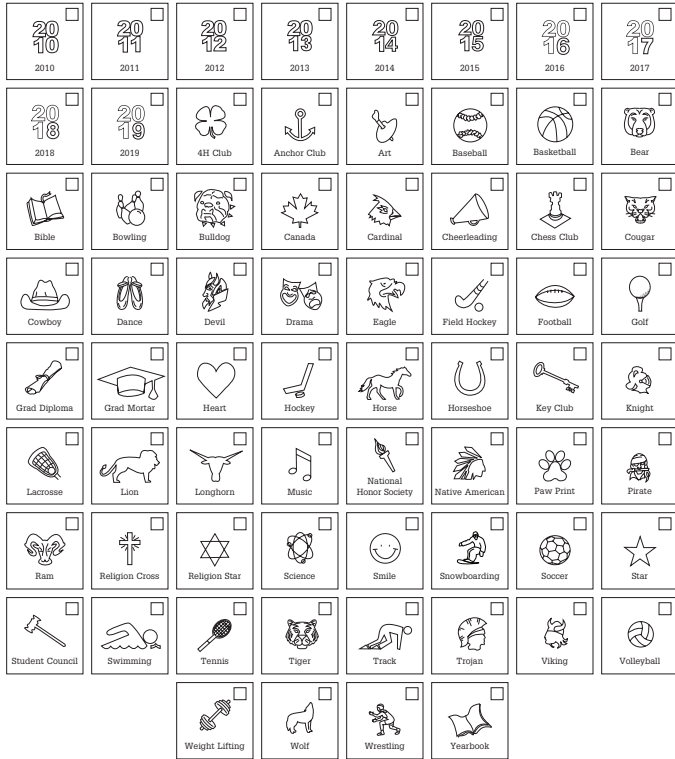 20
10
2010
20
11
2011
20
12
2012
20
13
2013
20
14
2014
20
15
2015
20
16
2016
20
17
2017
20
18
2018
20
19
2019
4H Club
Anchor Club
Art
Baseball
Basketball
Bear
Bible
Bowling
Bulldog
Canada
Cardinal
Cheerleading
Chess Club
Cougar
Cowboy
Dance
Devil
Drama
Eagle
Field Hockey
Football
Golf
Grad Diploma
Grad Mortar
Heart
Hockey
Horse
Horseshoe
Key Club
Knight
Lacrosse
Lion
Longhorn
Music
National
Honor Society
Native American
Paw Print
Pirate
Ram
Religion Cross
Religion Star
Science
Smile
Snowboarding
Soccer
Star
Student Council
Swimming
Tennis
Tiger
Track
Trojan
Viking
Volleyball
Weight Lifting
Wolf
Wrestling
Yearbook